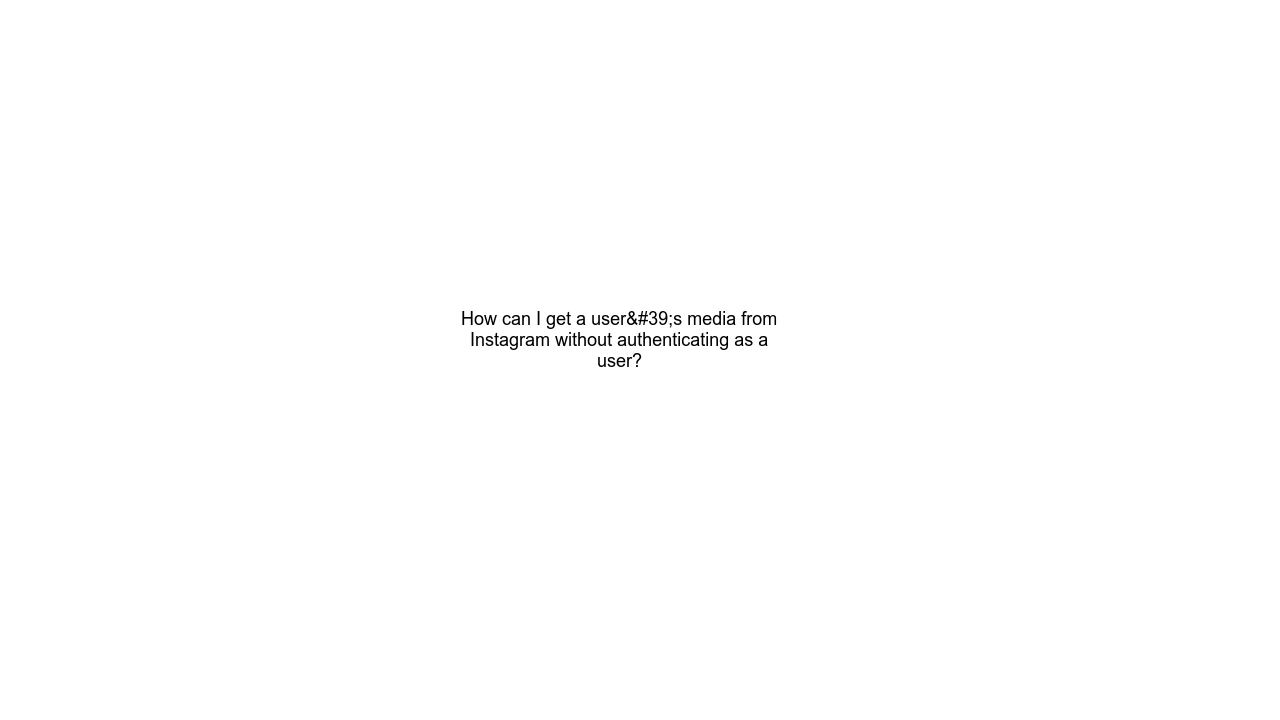 How can I get a user&#39;s media from
Instagram without authenticating as a
user?